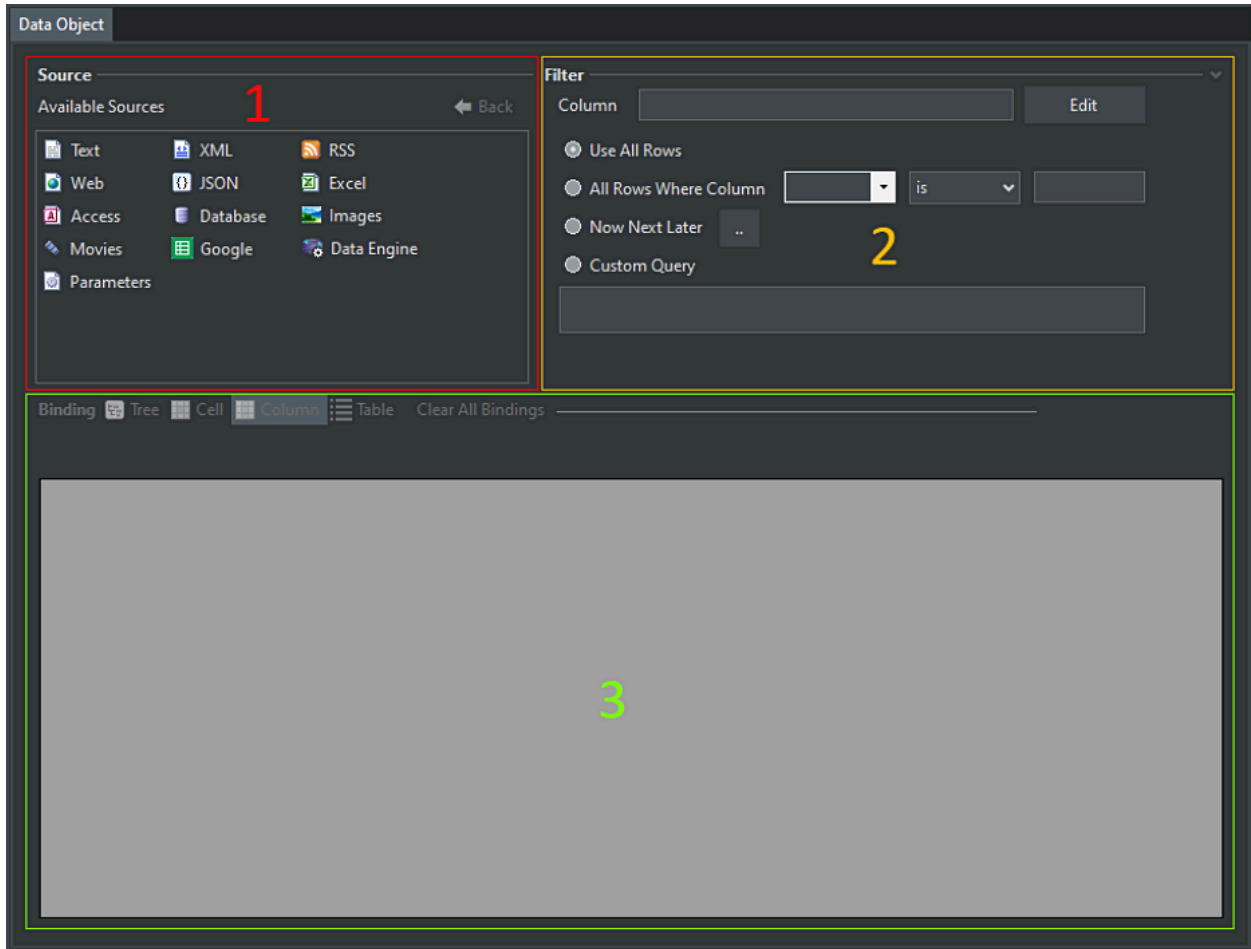 Data Object
Source
1
Available Sources
Back
Text XML RSS
Web JSON Excel
Access Database Images
Movies Google Data Engine
Parameters
Filter
Column Edit
Use All Rows
All Rows Where Column is
Now Next Later ..
2
Custom Query
Binding Tree Cell Column Table Clear All Bindings
3